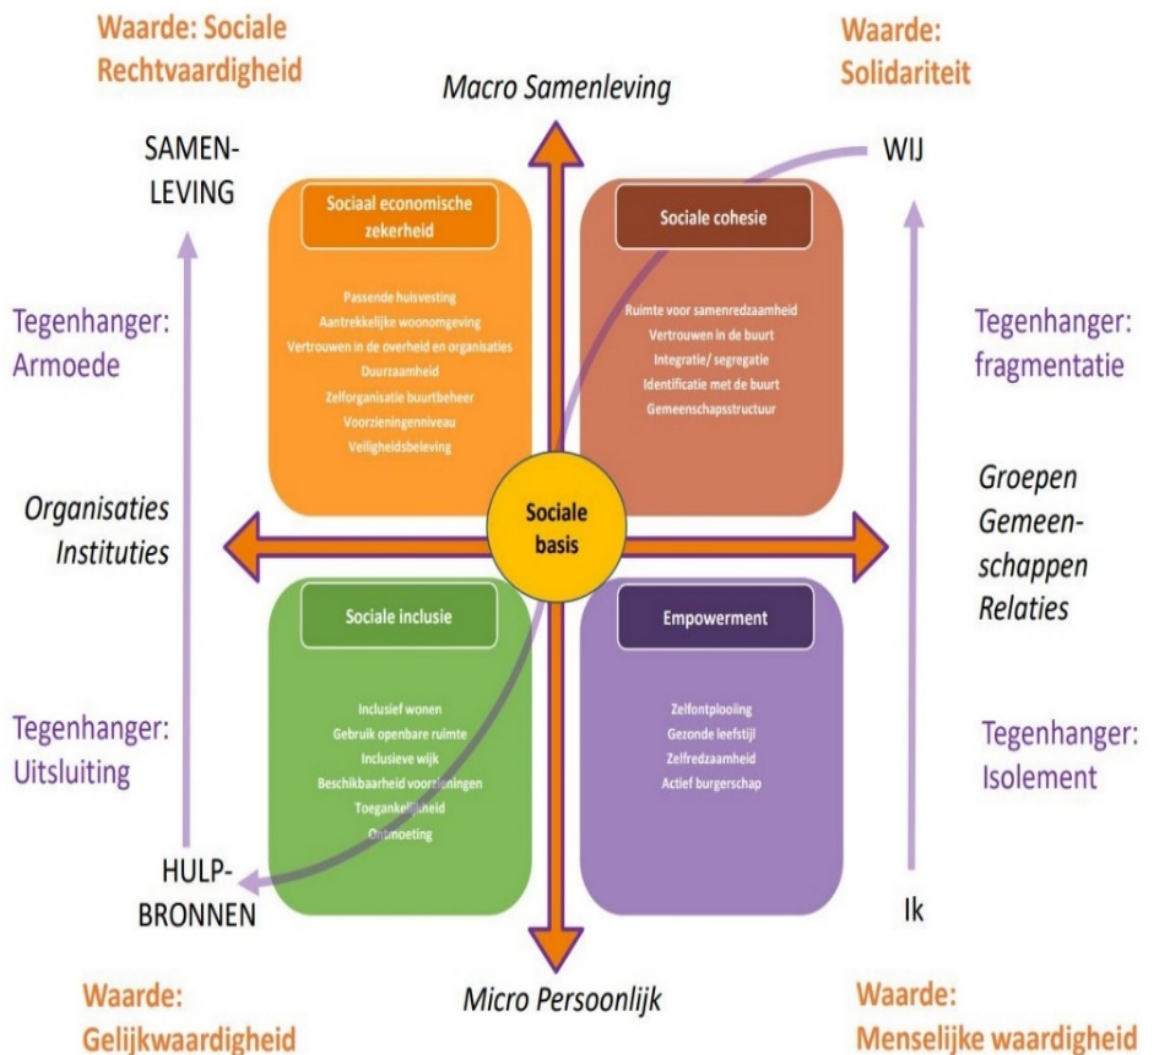 Waarde: Sociale
Rechtvaardigheid
Waarde:
Solidariteit
Macro Samenleving
SAMEN-
LEVING
WIJ
Sociaal economische
zekerheid
Passende huisvesting
Aantrekkelijke woonomgeving
Vertrouwen in de overheid en organisaties
Duurzaamheid
Zelforganisatie buurtbeheer
Voorzieningenniveau
Veiligheidsbeleving
Sociale cohesie
Ruimte voor samenredzaamheid
Vertrouwen in de buurt
Integratie/ segregatie
Identificatie met de buurt
Gemeenschapsstructuur
Tegenhanger:
Armoede
Tegenhanger:
fragmentatie
Organisaties
Instituties
Sociale
basis
Groepen
Gemeen-
schappen
Relaties
Sociale inclusie
Inclusief wonen
Gebruik openbare ruimte
Inclusieve wijk
Beschikbaarheid voorzieningen
Toegankelijkheid
Ontmoeting
Empowerment
Zelfontplooling
Gezonde leefstijl
Zelfredzaamheid
Actief burgerschap
Tegenhanger:
Uitsluiting
Tegenhanger:
Isolement
HULP-
BRONNEN
Ik
Micro Persoonlijk
Waarde:
Gelijkwaardigheid
Waarde:
Menselijke waardigheid